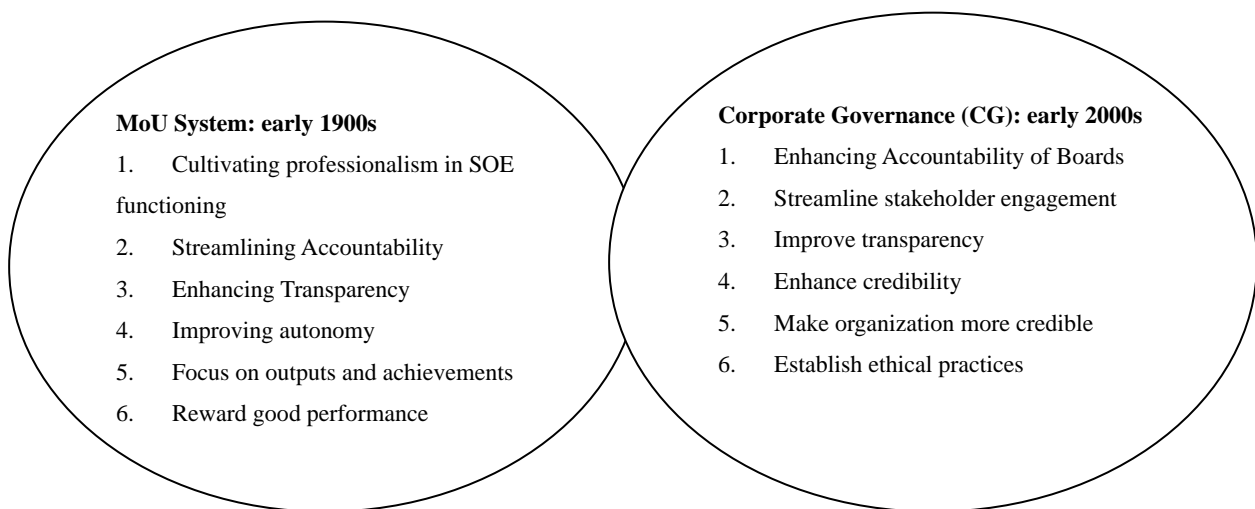 MoU System: early 1900s
1. Cultivating professionalism in SOE
functioning
2. Streamlining Accountability
3. Enhancing Transparency
4. Improving autonomy
5. Focus on outputs and achievements
6. Reward good performance
Corporate Governance (CG): early 2000s
1. Enhancing Accountability of Boards
2. Streamline stakeholder engagement
3. Improve transparency
4. Enhance credibility
5. Make organization more credible
6. Establish ethical practices